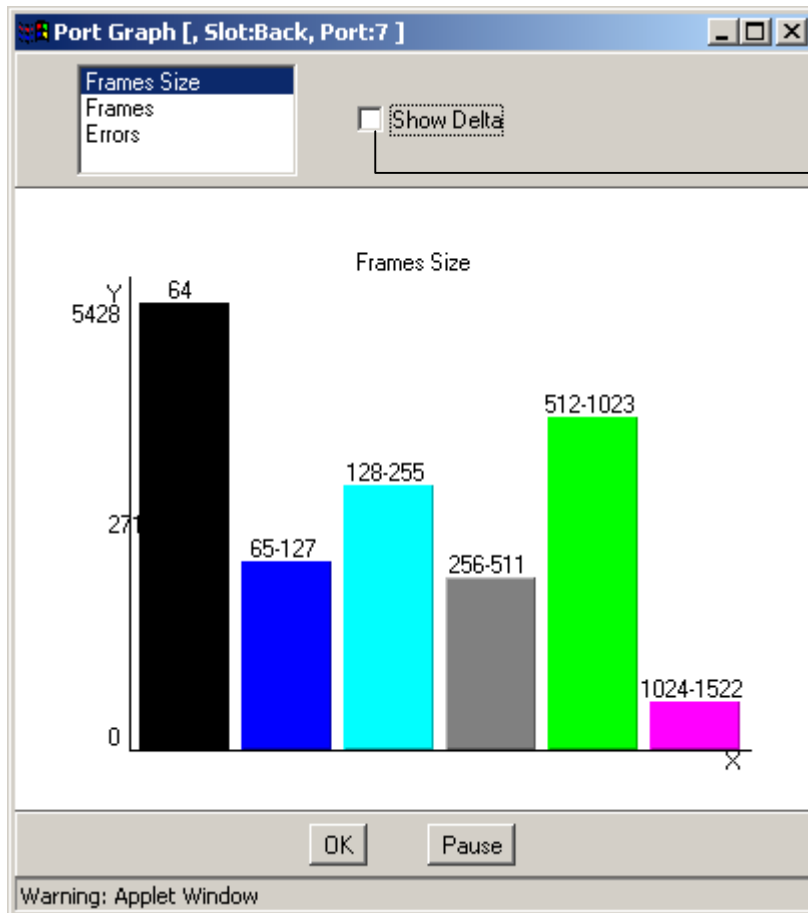 Port Graph [, Slot:Back, Port:7 ]
Frames Size
Frames
Errors
Show Delta
Frames Size
Y
5428
64
512-1023
128-255
271
65-127
256-511
1024-1522
0
X
OK
Pause
Warning: Applet Window